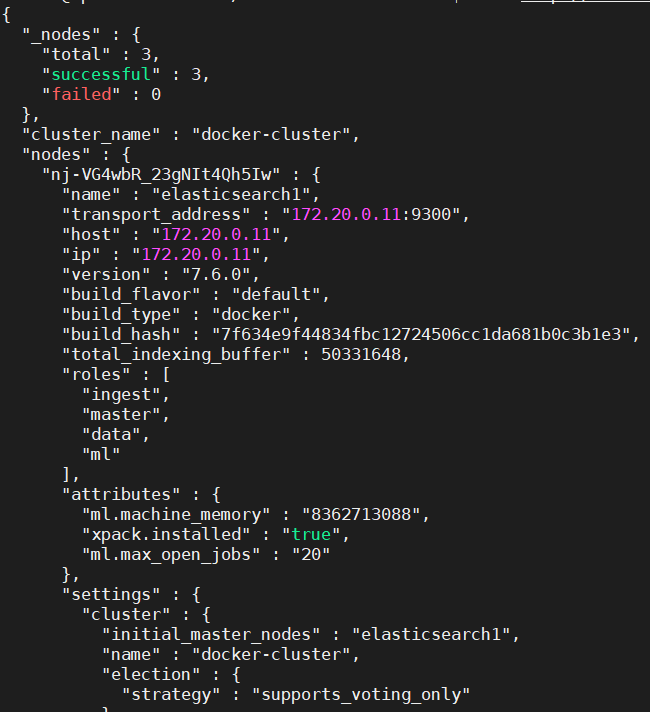 {
"_nodes" : {
"total" : 3,
"successful" : 3,
"failed" : 0
},
"cluster_name" : "docker-cluster",
"nodes" : {
"nj-VG4wbR_23gNIt4Qh5Iw" : {
"name" : "elasticsearch1",
"transport_address" : "172.20.0.11:9300",
"host" : "172.20.0.11",
"ip" : "172.20.0.11",
"version" : "7.6.0",
"build_flavor" : "default",
"build_type" : "docker",
"build_hash" : "7f634e9f44834fbc12724506cc1da681b0c3b1e3",
"total_indexing_buffer" : 50331648,
"roles" : [
"ingest",
"master",
"data",
"ml"
],
"attributes" : {
"ml.machine_memory" : "8362713088",
"xpack.installed" : "true",
"ml.max_open_jobs" : "20"
},
"settings" : {
"cluster" : {
"initial_master_nodes" : "elasticsearch1",
"name" : "docker-cluster",
"election" : {
"strategy" : "supports_voting_only"